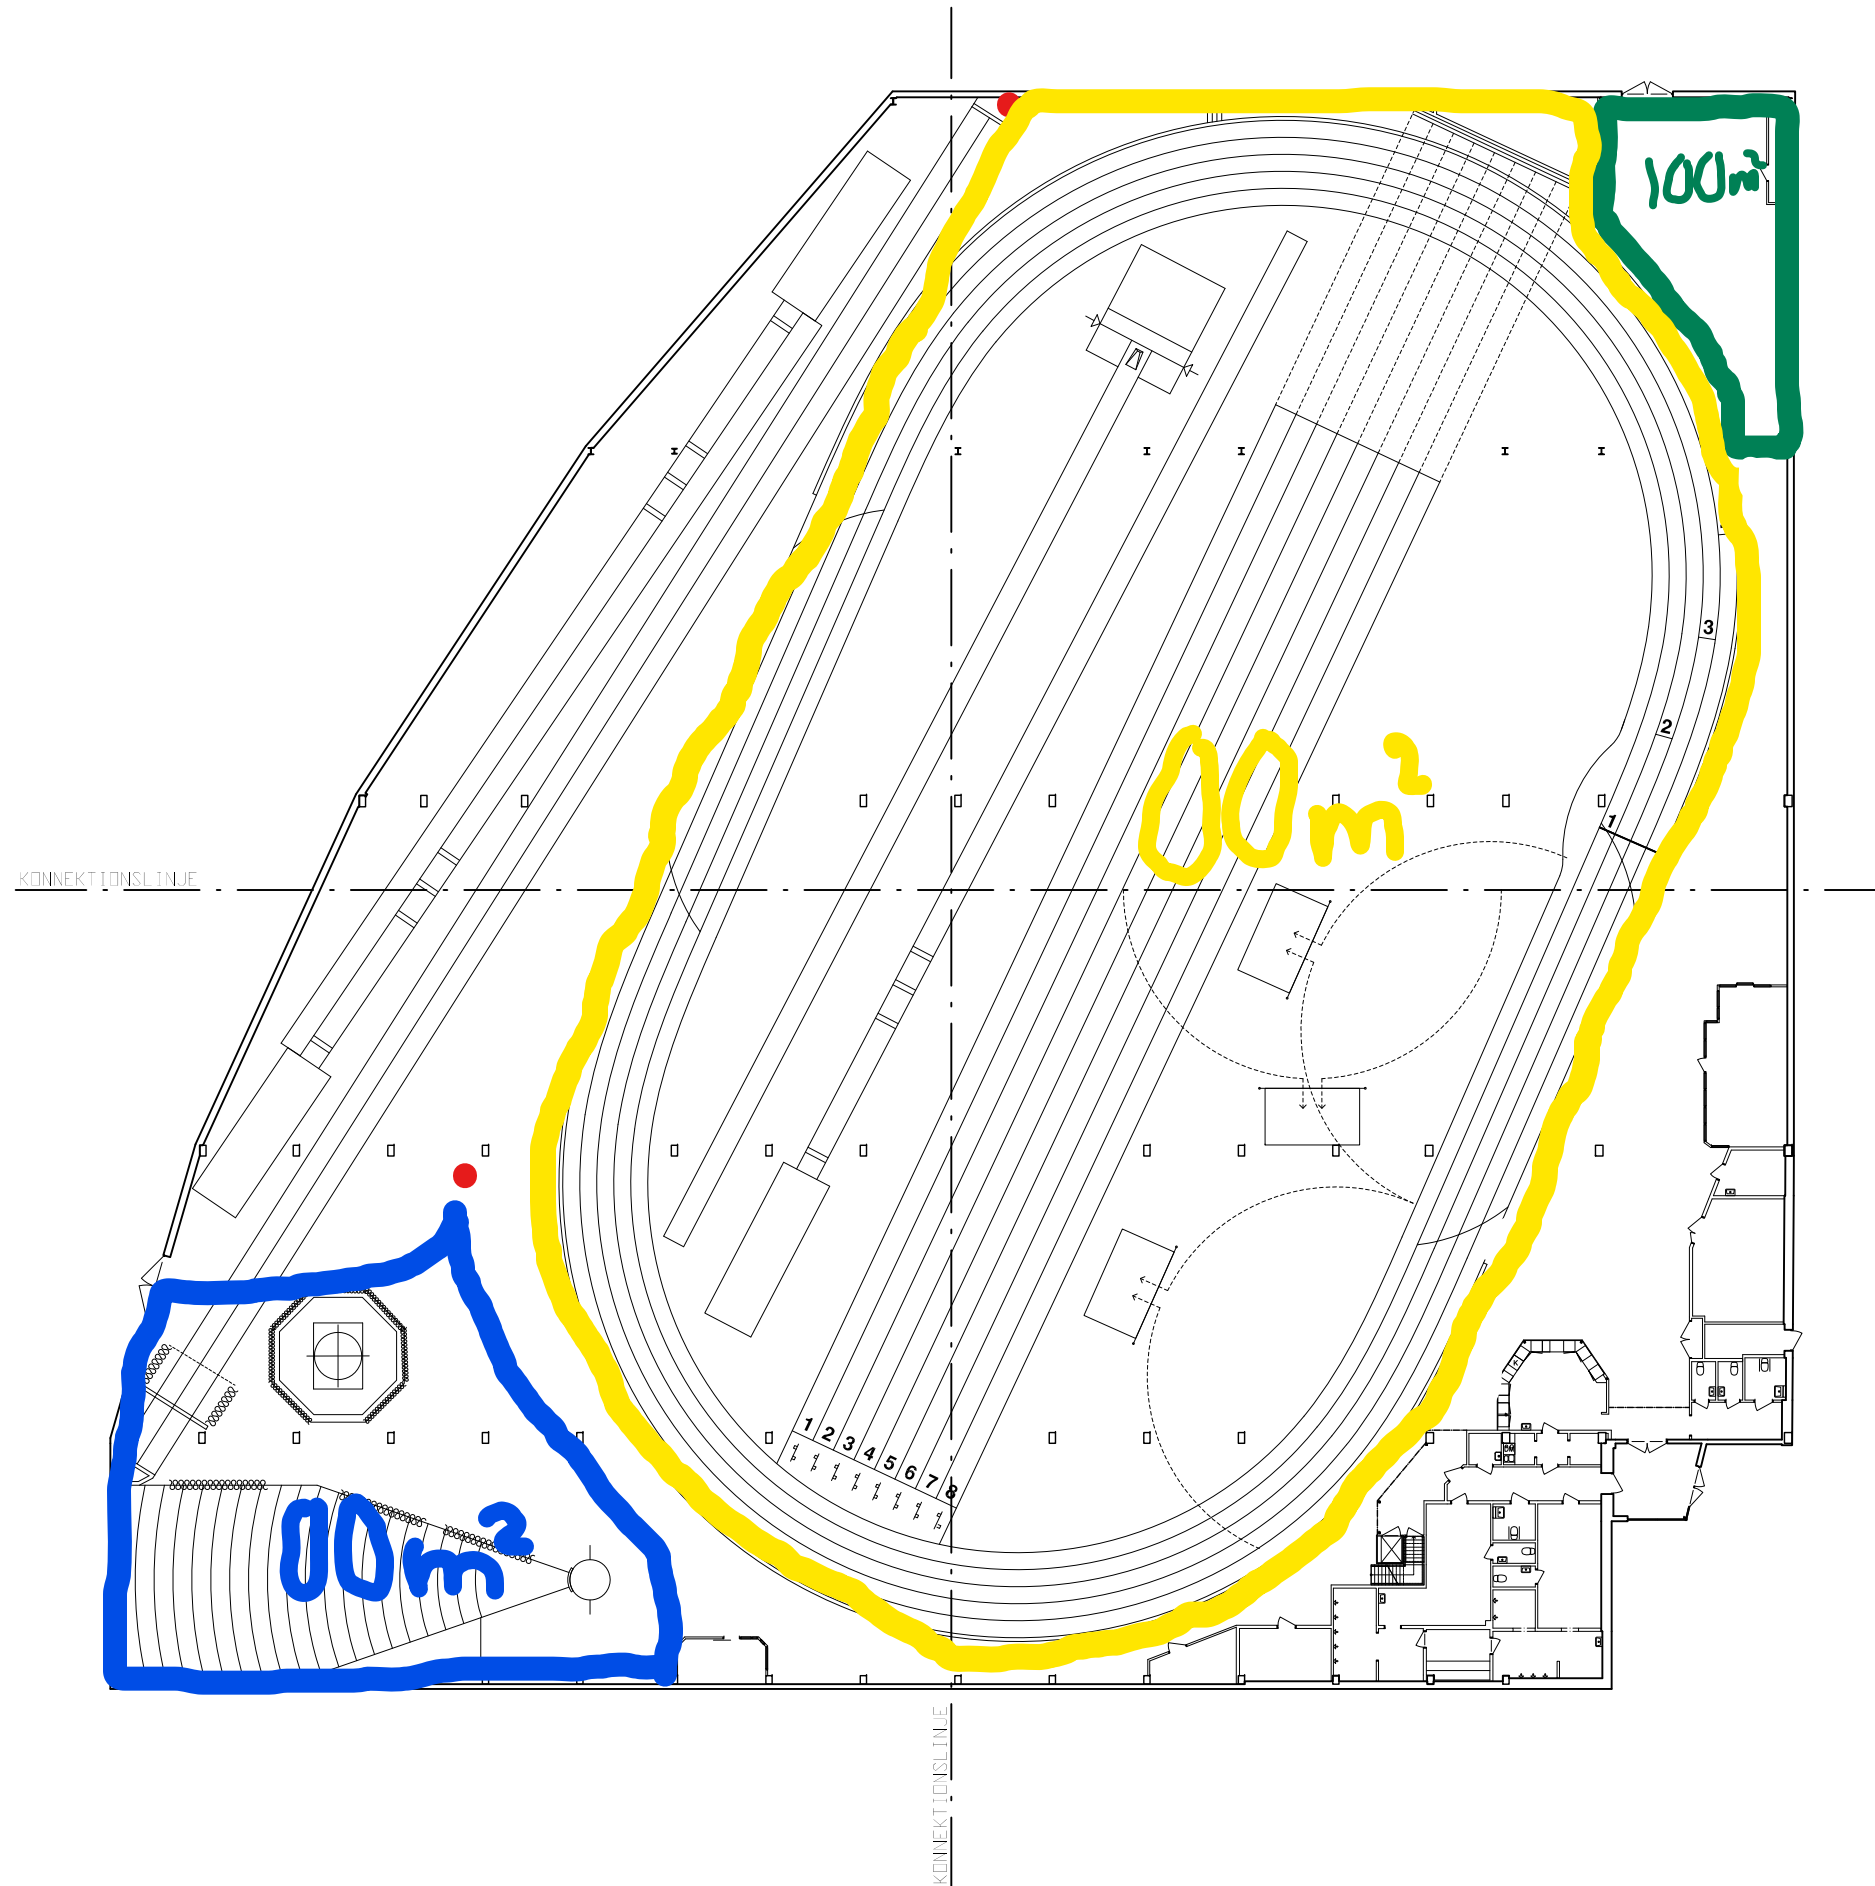 100m²
3
2
00m²
1
KONNEKTIONSLINJE
1 2 3 4 5 6 7 8
00m²
KONNEKTIONSLINJE